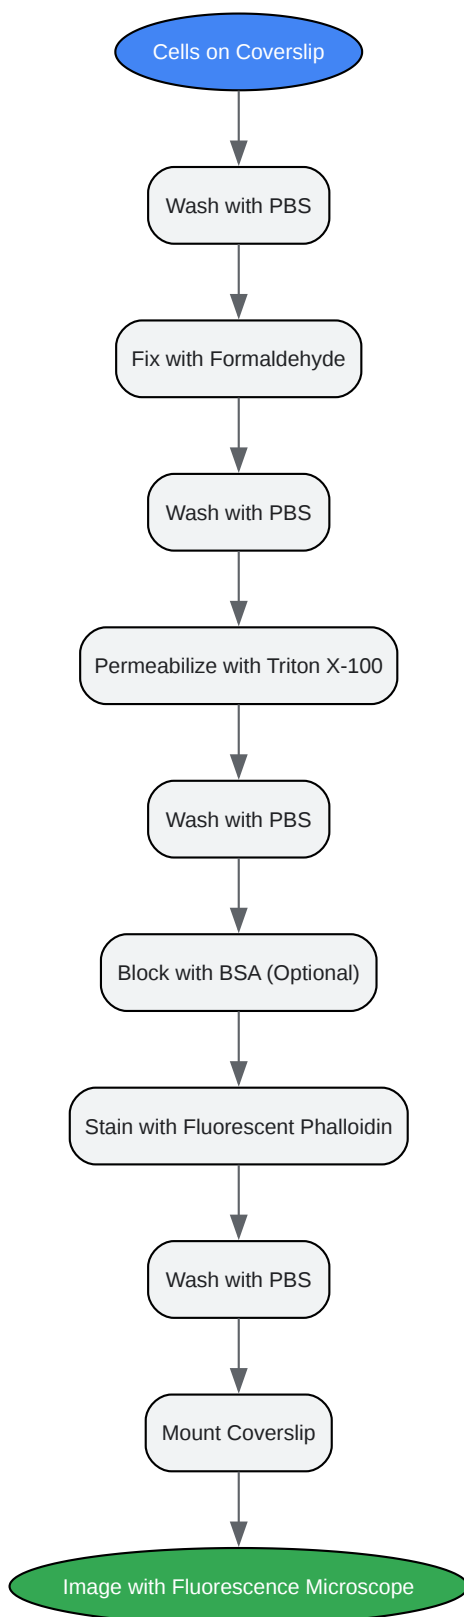 Cells on Coverslip
Wash with PBS
Fix with Formaldehyde
Wash with PBS
Permeabilize with Triton X-100
Wash with PBS
Block with BSA (Optional)
Stain with Fluorescent Phalloidin
Wash with PBS
Mount Coverslip
Image with Fluorescence Microscope